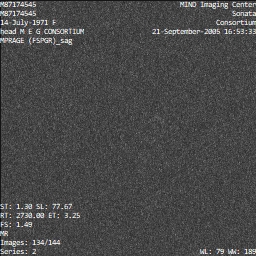 M87174545
M87174545
14-July-1971 F
head M E G CONSORTIUM
MPRAGE (FSPGR)_sag
MIND Imaging Center
Sonata
Consortium
21-September-2005 16:53:33
ST: 1.30 SL: 77.67
RT: 2730.00 ET: 3.25
FS: 1.49
MR
Images: 134/144
Series: 2
WL: 79 WW: 189